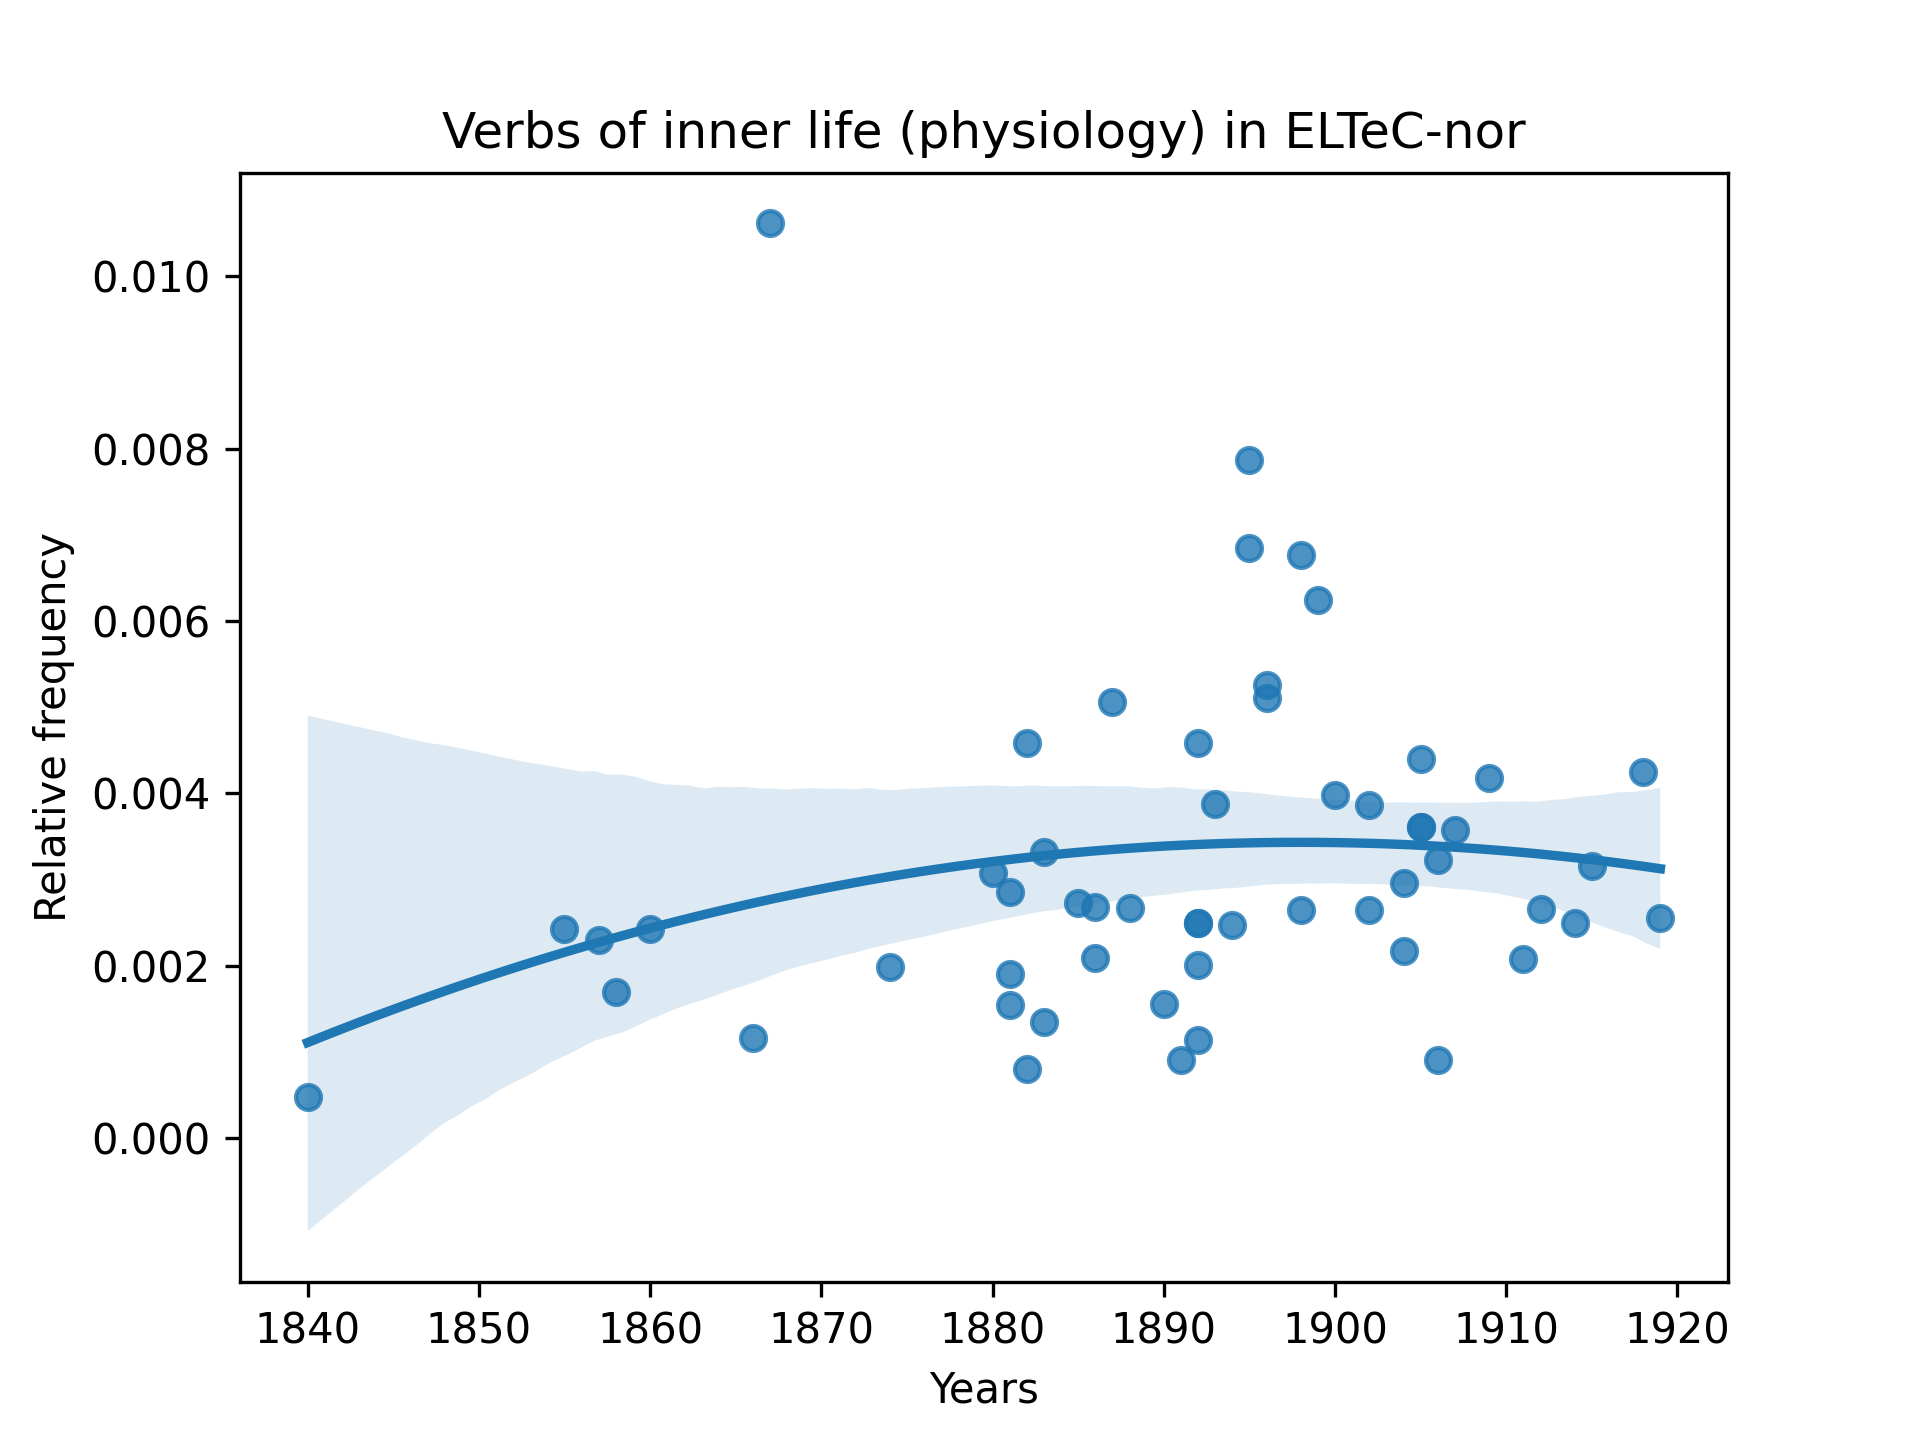 Verbs of inner life (physiology) in ELTeC-nor
0.010
0.008
0.006
0.004
0.002
0.000
Relative frequency
1840 1850 1860 1870 1880 1890 1900 1910 1920
Years